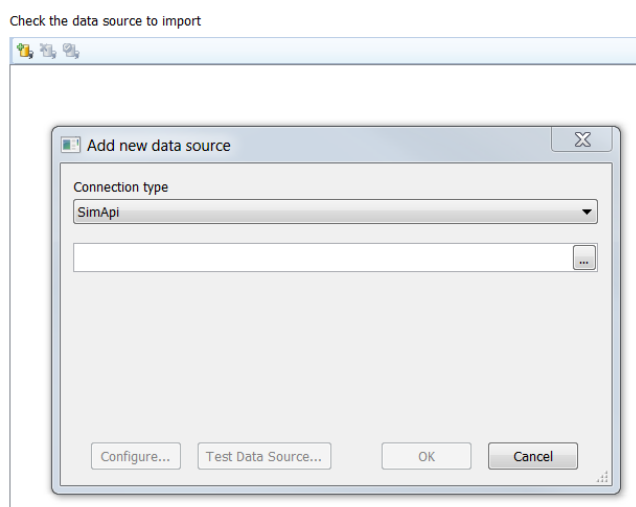 Check the data source to import
Add new data source
Connection type
SimApi
...
Configure...
Test Data Source...
OK
Cancel